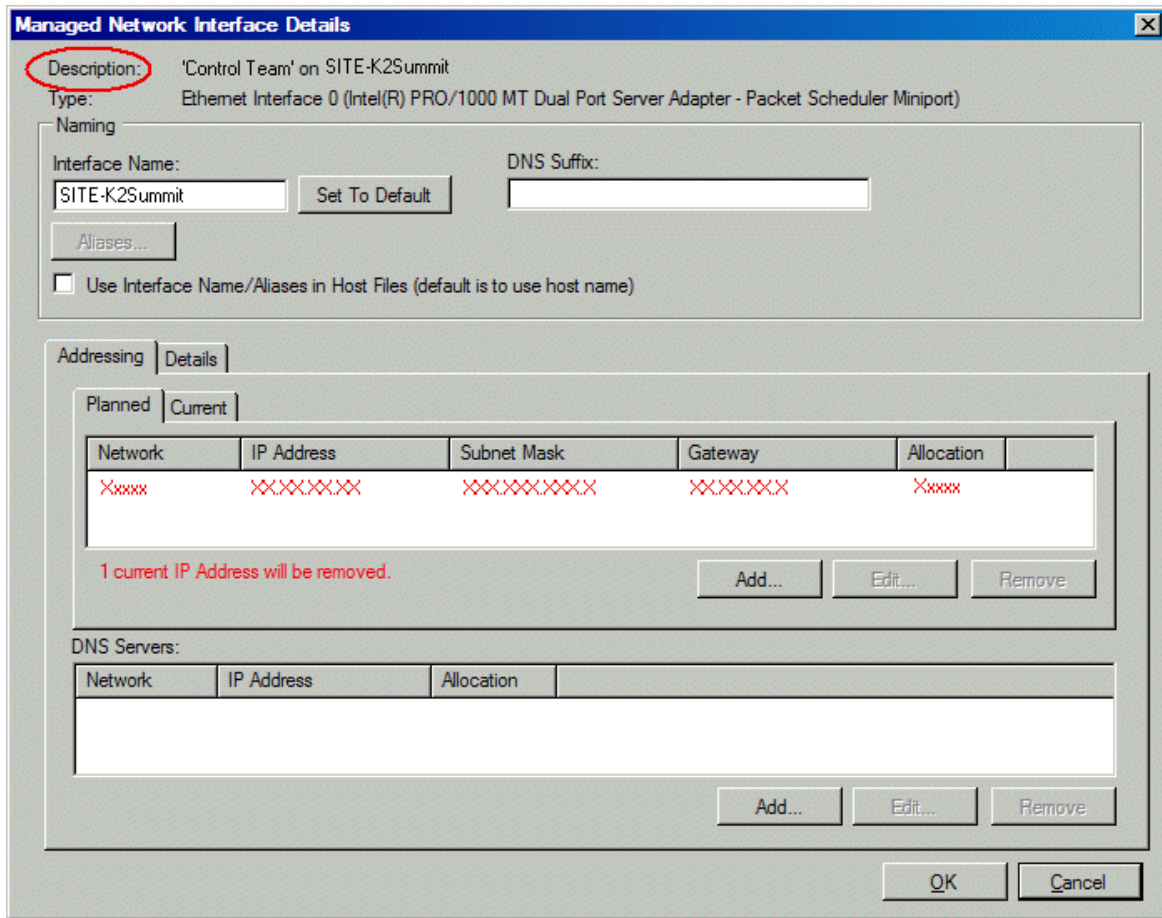 Managed Network Interface Details
Description: 'Control Team' on SITE-K2Summit
Type: Ethernet Interface 0 (Intel(R) PRO/1000 MT Dual Port Server Adapter - Packet Scheduler Miniport)
Naming
Interface Name: DNS Suffix:
SITE-K2Summit Set To Default
Aliases...
Use Interface Name/Aliases in Host Files (default is to use host name)
Addressing Details
Planned Current
Network IP Address Subnet Mask Gateway Allocation
Xxxxx XX.XX.XX.XX XXX.XXX.XXX.X XX.XX.XX.X Xxxxx
1 current IP Address will be removed.
Add... Edit... Remove
DNS Servers:
Network IP Address Allocation
Add... Edit... Remove
OK Cancel